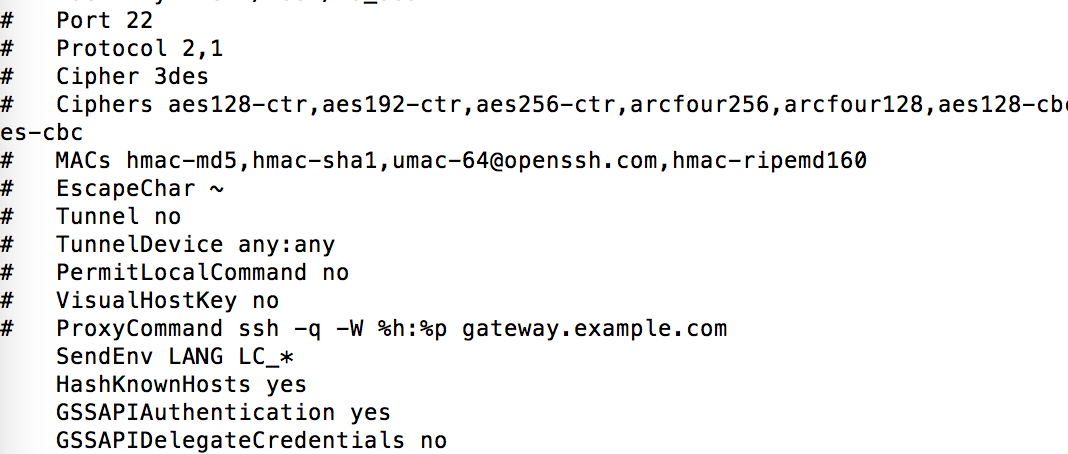 #   Port 22
#   Protocol 2,1
#   Cipher 3des
#   Ciphers aes128-ctr,aes192-ctr,aes256-ctr,arcfour256,arcfour128,aes128-cbc
es-cbc
#   MACs hmac-md5,hmac-sha1,umac-64@openssh.com,hmac-ripemd160
#   EscapeChar ~
#   Tunnel no
#   TunnelDevice any:any
#   PermitLocalCommand no
#   VisualHostKey no
#   ProxyCommand ssh -q -W %h:%p gateway.example.com
    SendEnv LANG LC_*
    HashKnownHosts yes
    GSSAPIAuthentication yes
    GSSAPIDelegateCredentials no